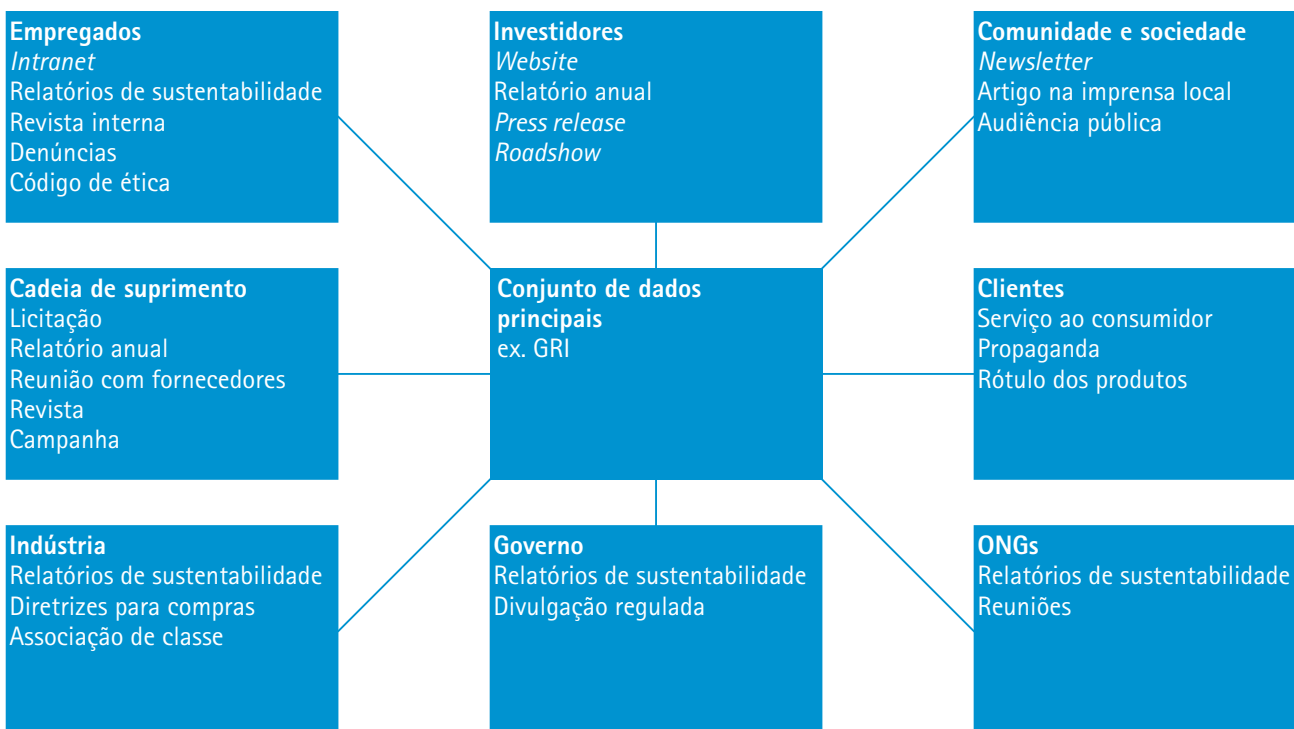 Empregados
Intranet
Relatórios de sustentabilidade
Revista interna
Denúncias
Código de ética
Investidores
Website
Relatório anual
Press release
Roadshow
Comunidade e sociedade
Newsletter
Artigo na imprensa local
Audiência pública
Cadeia de suprimento
Licitação
Relatório anual
Reunião com fornecedores
Revista
Campanha
Conjunto de dados
principais
ex. GRI
Clientes
Serviço ao consumidor
Propaganda
Rótulo dos produtos
Indústria
Relatórios de sustentabilidade
Diretrizes para compras
Associação de classe
Governo
Relatórios de sustentabilidade
Divulgação regulada
ONGs
Relatórios de sustentabilidade
Reuniões